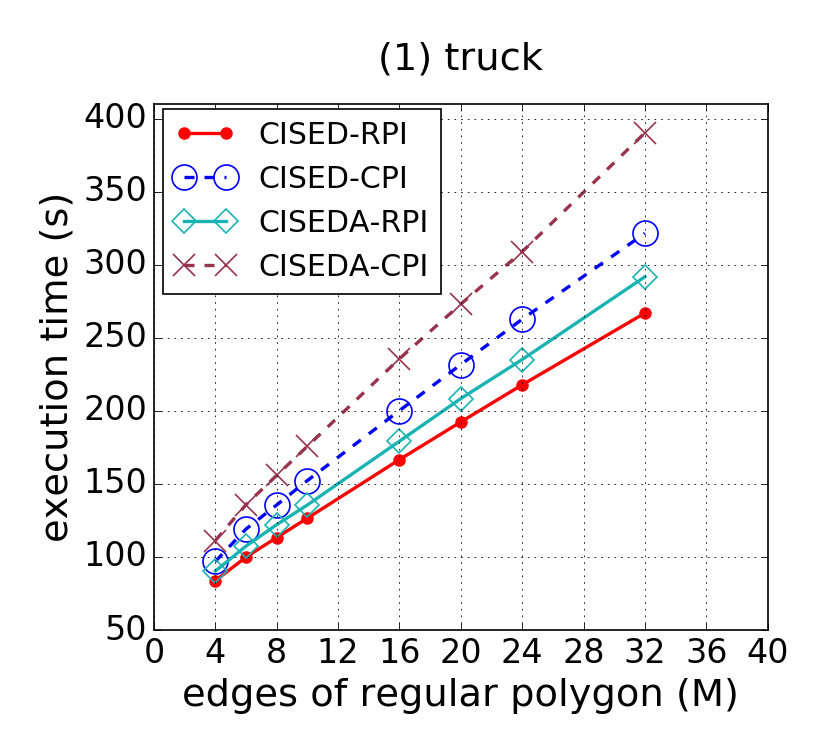 (1) truck
400
350
300
250
200
150
100
50
execution time (s)
CISED-RPI
CISED-CPI
CISEDA-RPI
CISEDA-CPI
0 4 8 12 16 20 24 28 32 36 40
edges of regular polygon (M)